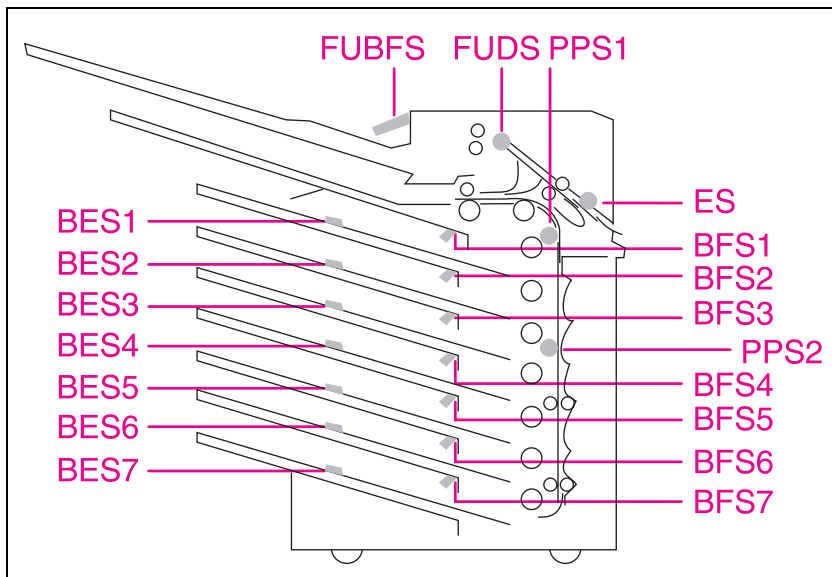 FUBFS FUDS PPS1
ES
BES1
BES2
BES3
BES4
BES5
BES6
BES7
BFS1
BFS2
BFS3
PPS2
BFS4
BFS5
BFS6
BFS7